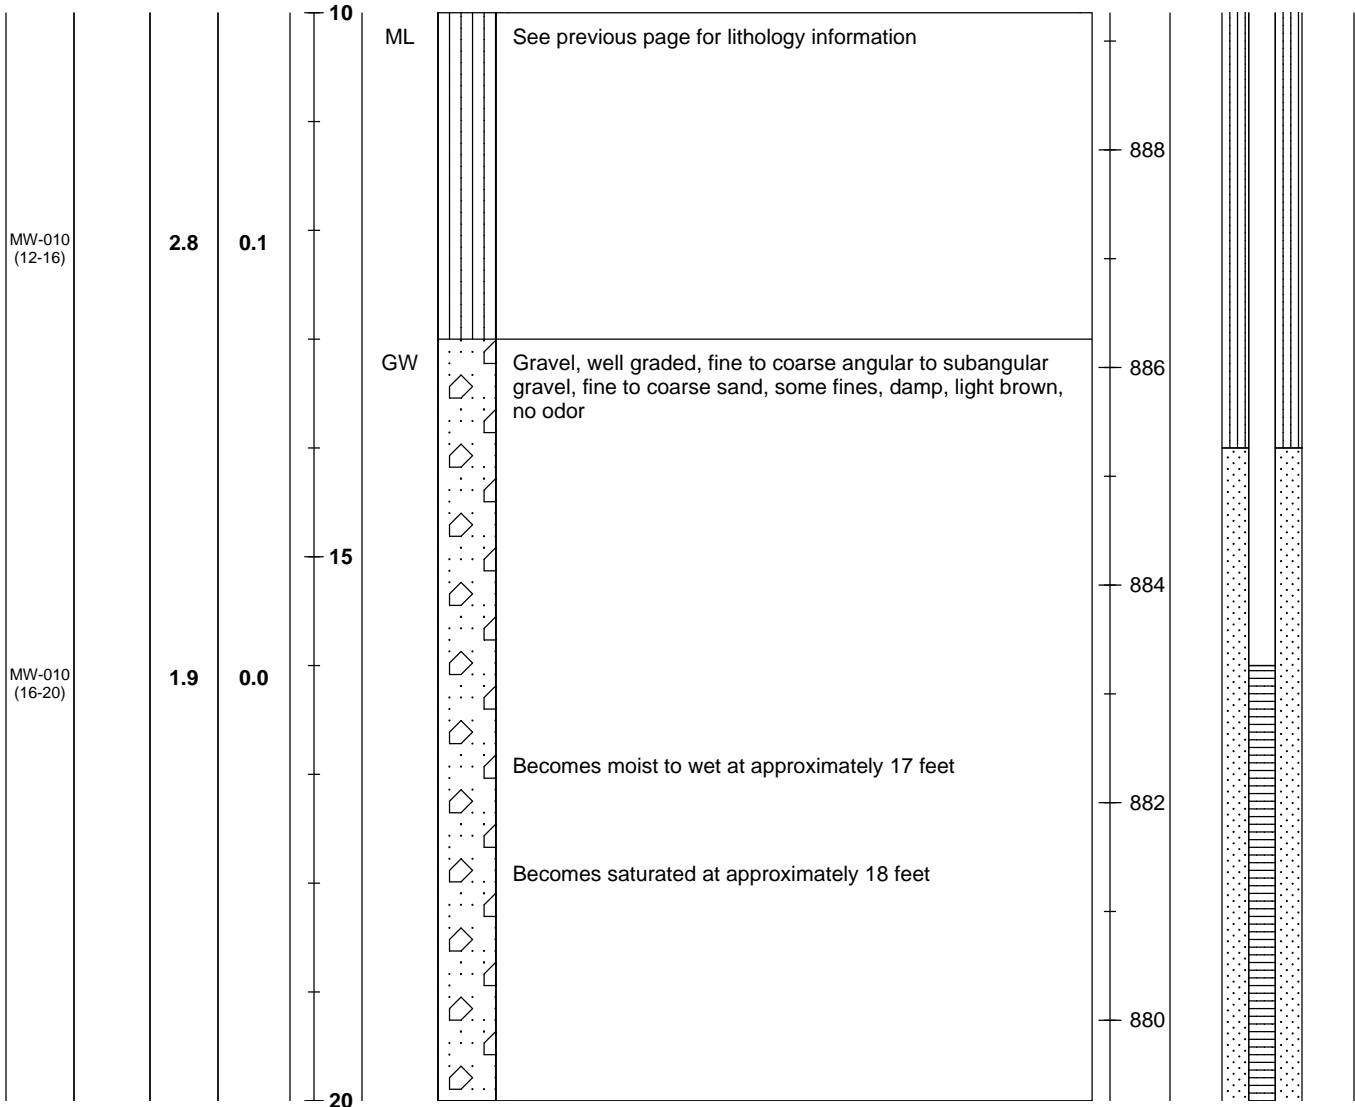 10
ML
See previous page for lithology information
888
MW-010
(12-16)
2.8
0.1
GW
Gravel, well graded, fine to coarse angular to subangular
gravel, fine to coarse sand, some fines, damp, light brown,
no odor
886
15
884
MW-010
(16-20)
1.9
0.0
Becomes moist to wet at approximately 17 feet
882
Becomes saturated at approximately 18 feet
880
20